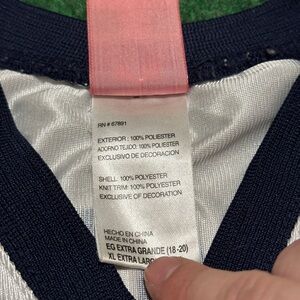 RN # 67891
EXTERIOR: 100% POLIESTER
ADORNO TEJIDO: 100% POLIESTER
EXCLUSIVO DE DECORACION
SHELL: 100% POLYESTER
KNIT TRIM: 100% POLYESTER
EXCLUSIVE OF DECORATION
HECHO EN CHINA
MADE IN CHINA
EG EXTRA GRANDE (18-20)
XL EXTRA LARG